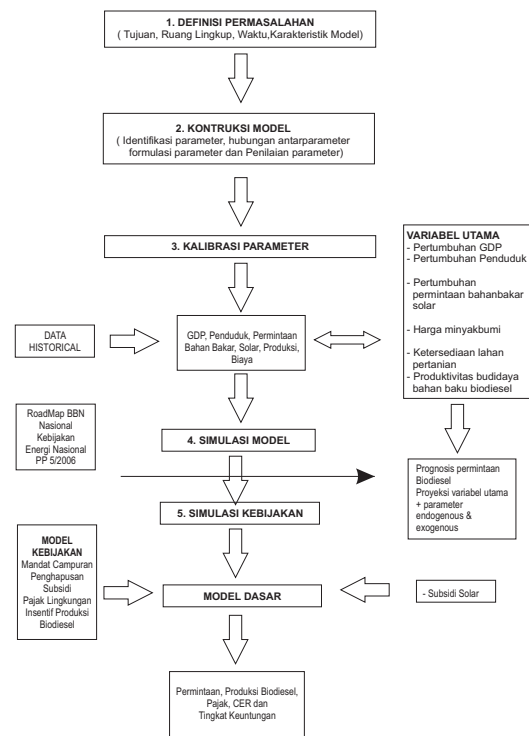 1. DEFINISI PERMASALAHAN
( Tujuan, Ruang Lingkup, Waktu,Karakteristik Model)
2. KONTRUKSI MODEL
( Identifikasi parameter, hubungan antarparameter
formulasi parameter dan Penilaian parameter)
3. KALIBRASI PARAMETER
VARIABEL UTAMA
- Pertumbuhan GDP
- Pertumbuhan Penduduk
- Pertumbuhan
permintaan bahanbakar
solar
- Harga minyakbumi
- Ketersediaan lahan
pertanian
- Produktivitas budidaya
bahan baku biodiesel
DATA
HISTORICAL
GDP, Penduduk, Permintaan
Bahan Bakar, Solar, Produksi,
Biaya
RoadMap BBN
Nasional
Kebijakan
Energi Nasional
PP 5/2006
4. SIMULASI MODEL
Prognosis permintaan
Biodiesel
Proyeksi variabel utama
+ parameter
endogenous &
exogenous
5. SIMULASI KEBIJAKAN
MODEL
KEBIJAKAN
Mandat Campuran
Penghapusan
Subsidi
Pajak Lingkungan
Insentif Produksi
Biodiesel
MODEL DASAR
- Subsidi Solar
Permintaan, Produksi Biodiesel,
Pajak, CER dan
Tingkat Keuntungan